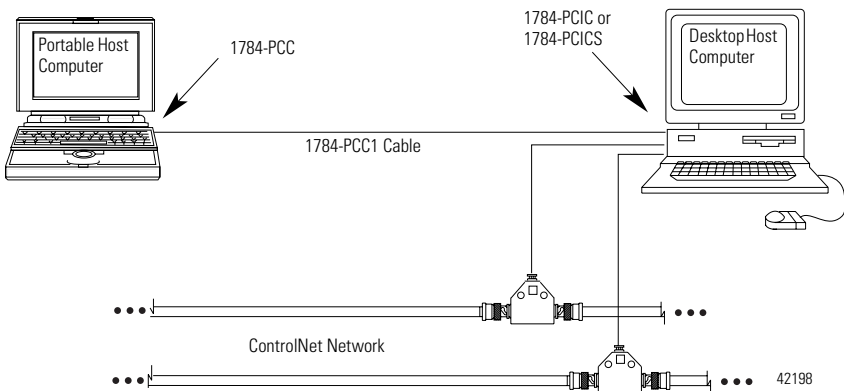 Portable Host
Computer
1784-PCC
1784-PCIC or
1784-PCICS
Desktop Host
Computer
1784-PCC1 Cable
ControlNet Network
42198